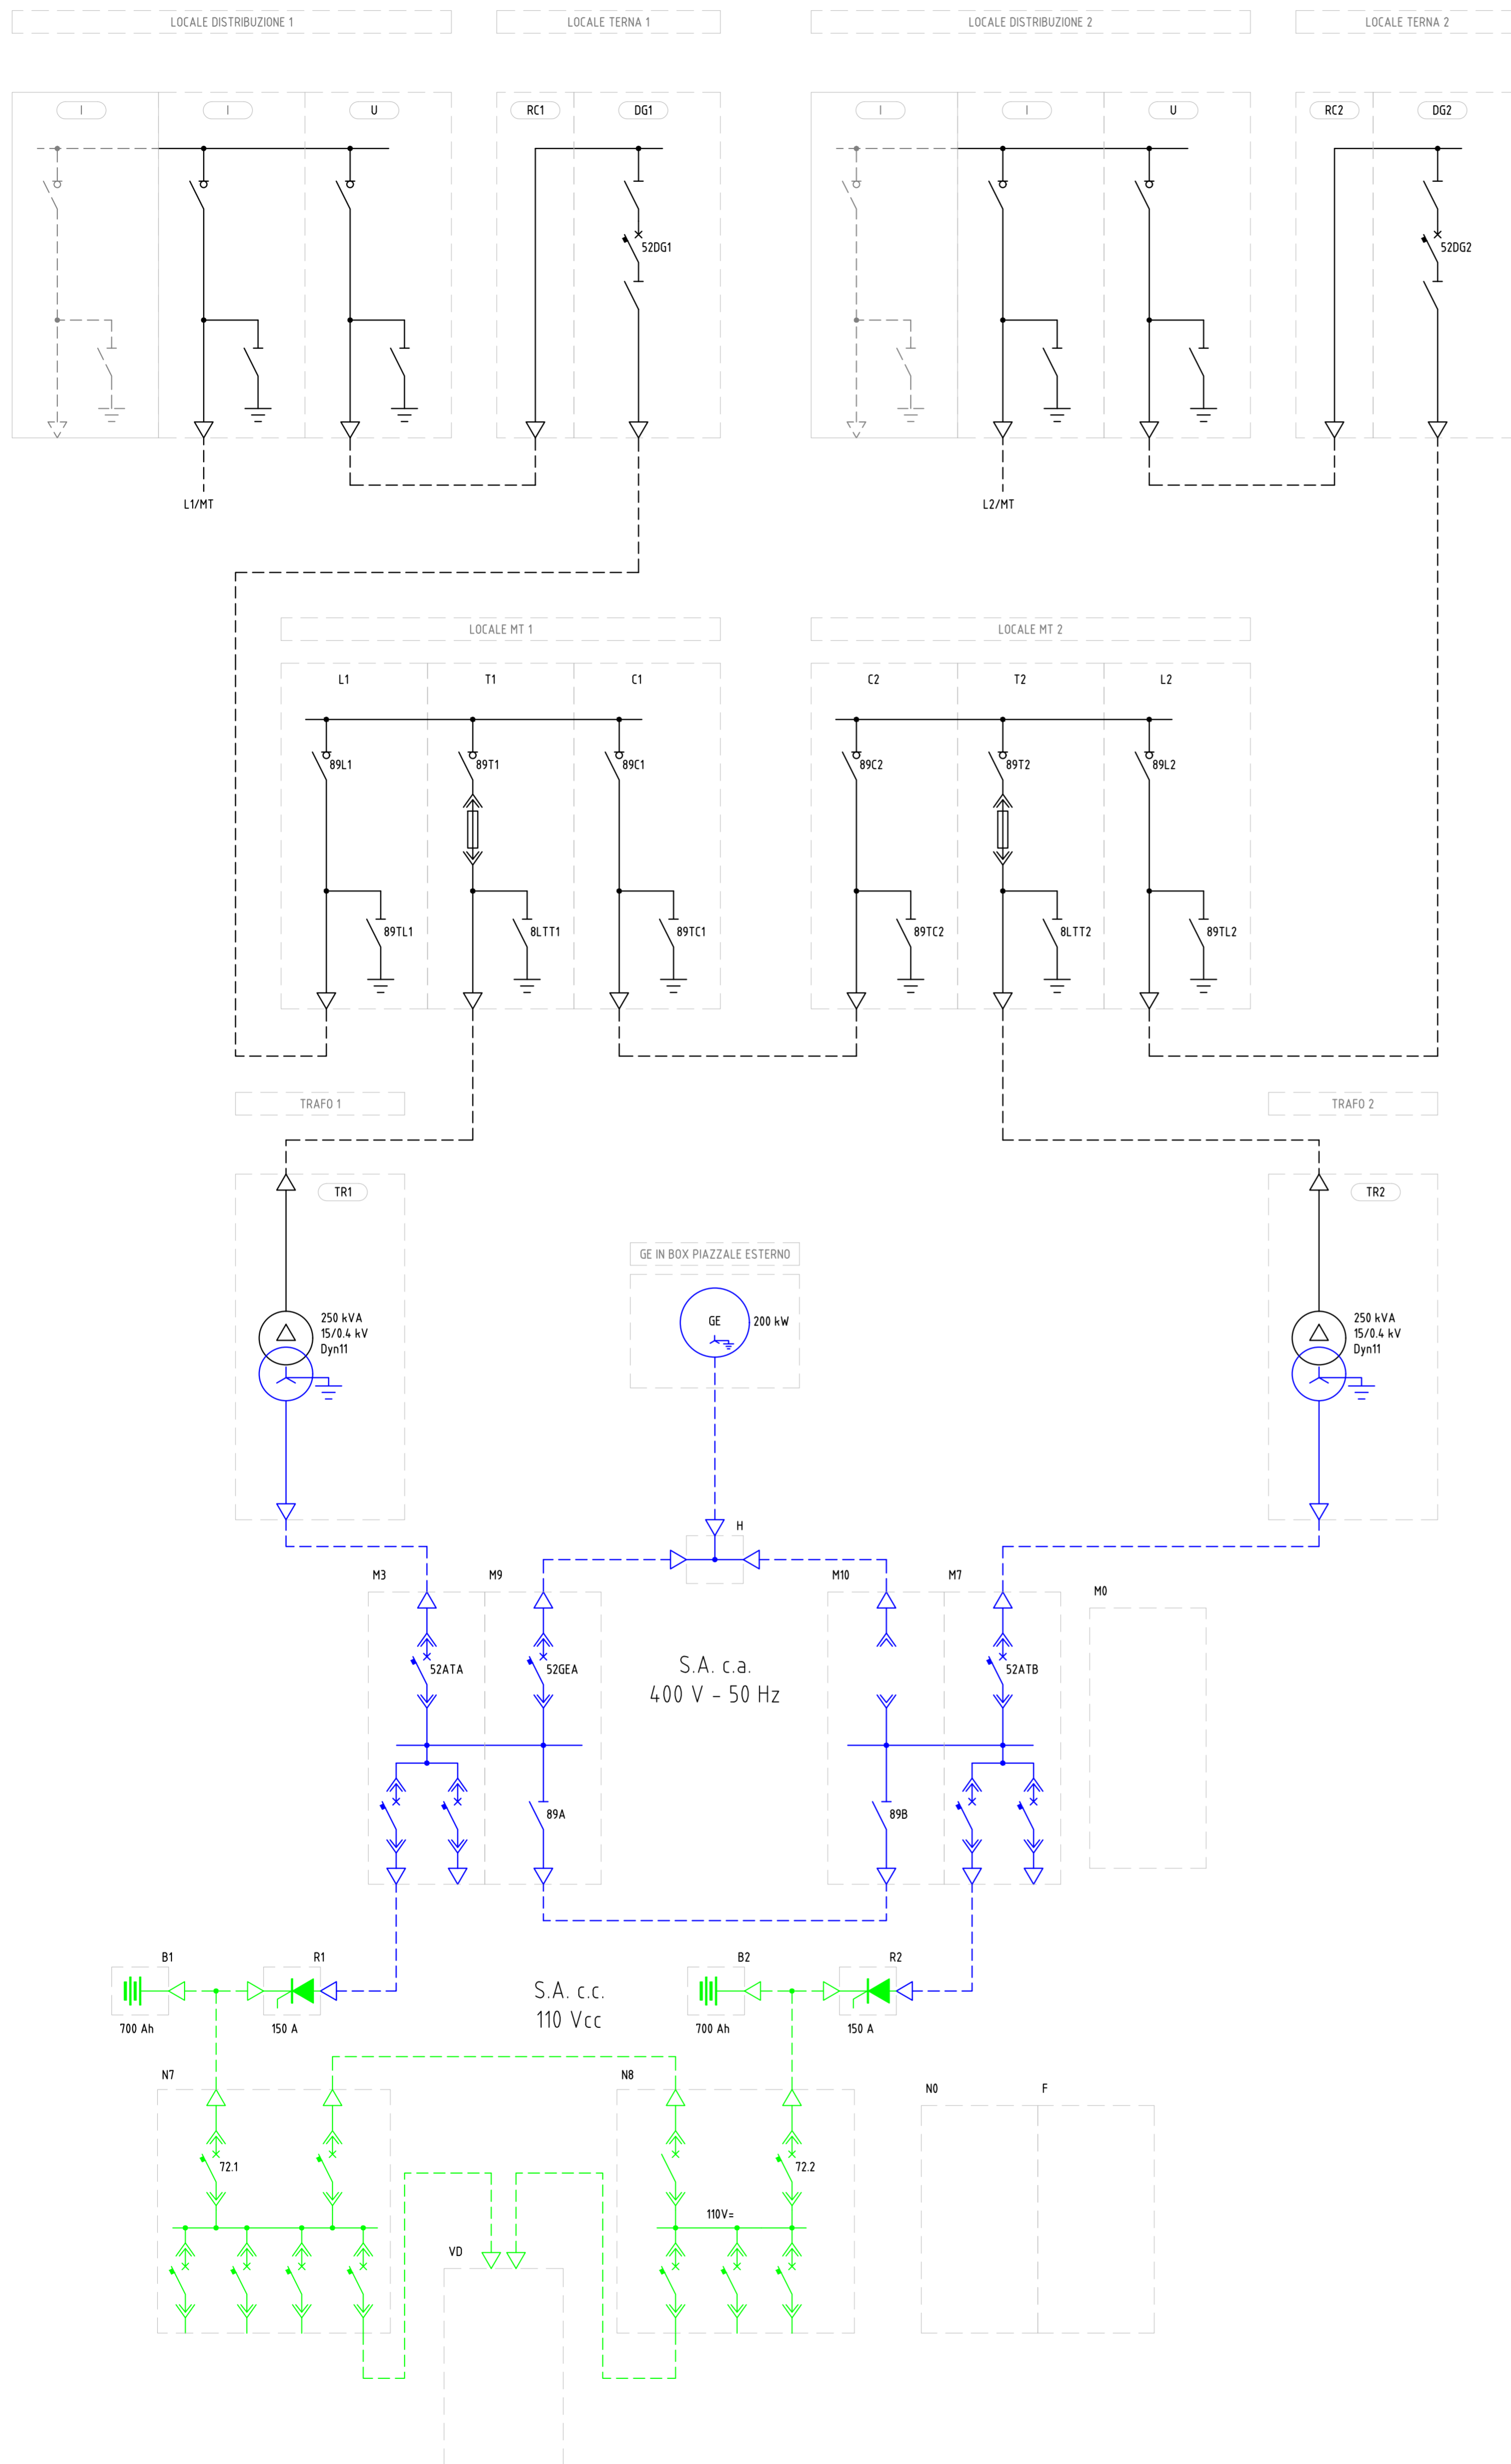 LOCALE DISTRIBUZIONE 1
LOCALE TERNA 1
LOCALE DISTRIBUZIONE 2
LOCALE TERNA 2
I
I
U
RC1
DG1
I
I
U
RC2
DG2
52DG1
52DG2
L1/MT
L2/MT
LOCALE MT 1
LOCALE MT 2
L1
T1
C1
C2
T2
L2
89L1
89T1
89C1
89C2
89T2
89L2
89TL1
8LTT1
89TC1
89TC2
8LTT2
89TL2
TRAFO 1
TRAFO 2
TR1
TR2
GE IN BOX PIAZZALE ESTERNO
GE
200 kW
250 kVA
15/0.4 kV
Dyn11
250 kVA
15/0.4 kV
Dyn11
H
M3
M9
M10
M7
M0
52ATA
52GEA
S.A. c.a.
400 V - 50 Hz
52ATB
89A
89B
B1
R1
B2
R2
S.A. c.c.
110 Vcc
700 Ah
150 A
700 Ah
150 A
N7
N8
N0
F
72.1
72.2
110V=
VD